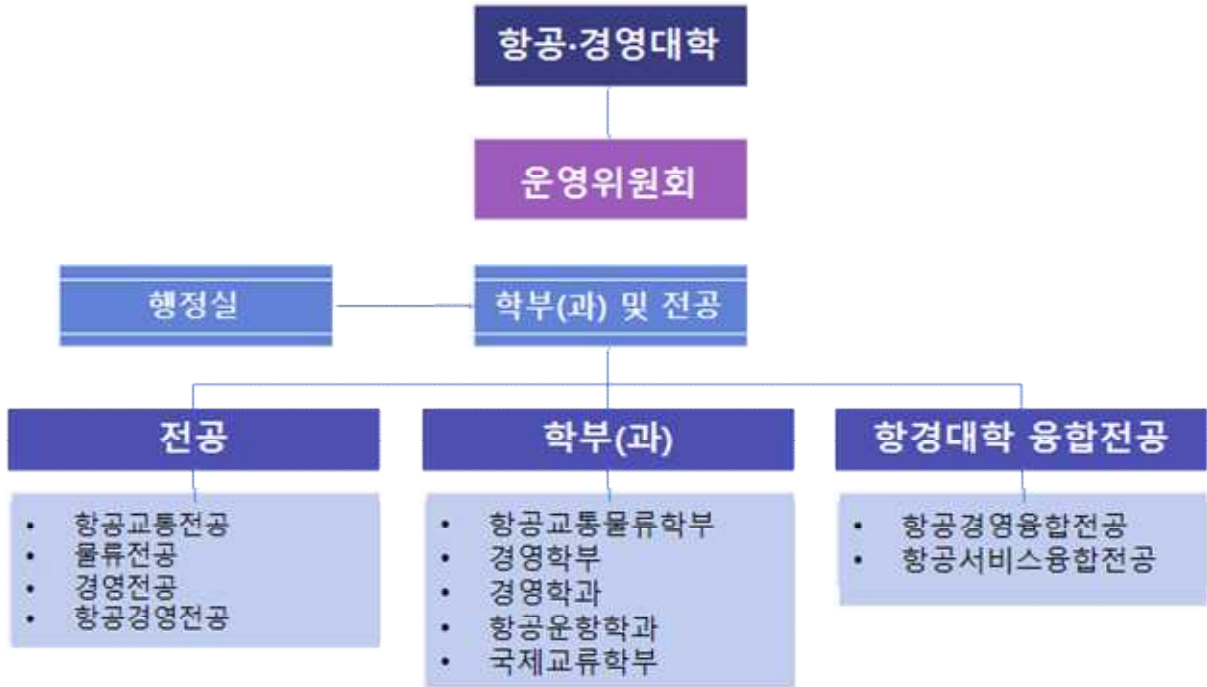 항공·경영대학
운영위원회
행정실
학부(과) 및 전공
전공
• 항공교통전공
• 물류전공
• 경영전공
• 항공경영전공
학부(과)
• 항공교통물류학부
• 경영학부
• 경영학과
• 항공운항학과
• 국제교류학부
항경대학 융합전공
• 항공경영융합전공
• 항공서비스융합전공